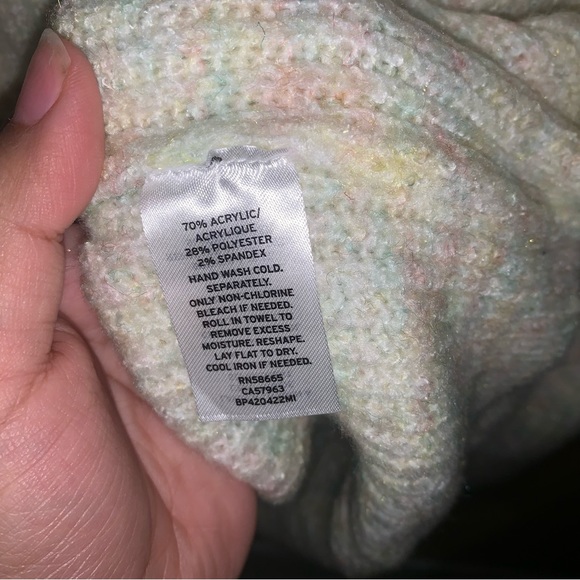 70% ACRYLIC/
ACRYLIQUE
28% POLYESTER
2% SPANDEX
HAND WASH COLD.
SEPARATELY.
ONLY NON-CHLORINE
BLEACH IF NEEDED.
ROLL IN TOWEL TO
REMOVE EXCESS
MOISTURE. RESHAPE.
LAY FLAT TO DRY.
COOL IRON IF NEEDED.
RN58665
CA57963
BP420422MI